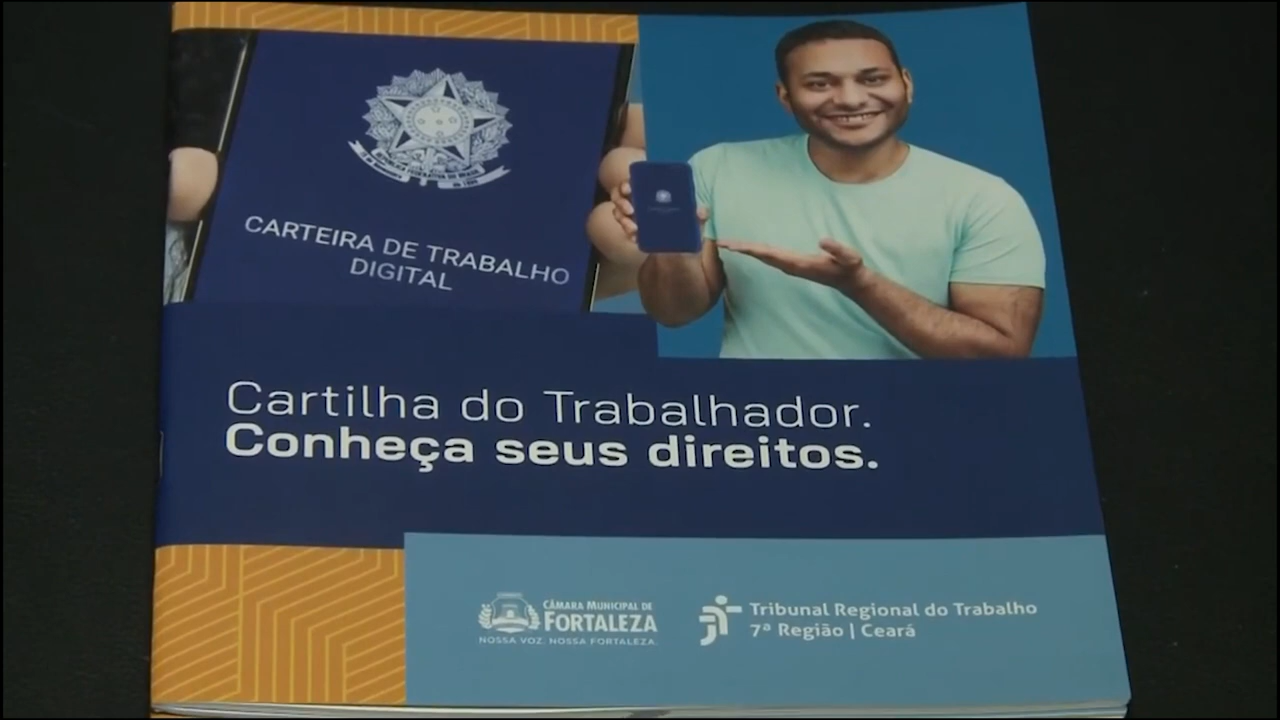 CARTEIRA DE TRABALHO
DIGITAL
Cartilha do Trabalhador.
Conheça seus direitos.
CÂMARA MUNICIPAL DE
FORTALEZA
NOSSA VOZ. NOSSA FORTALEZA.
Tribunal Regional do Trabalho
7ª Região | Ceará